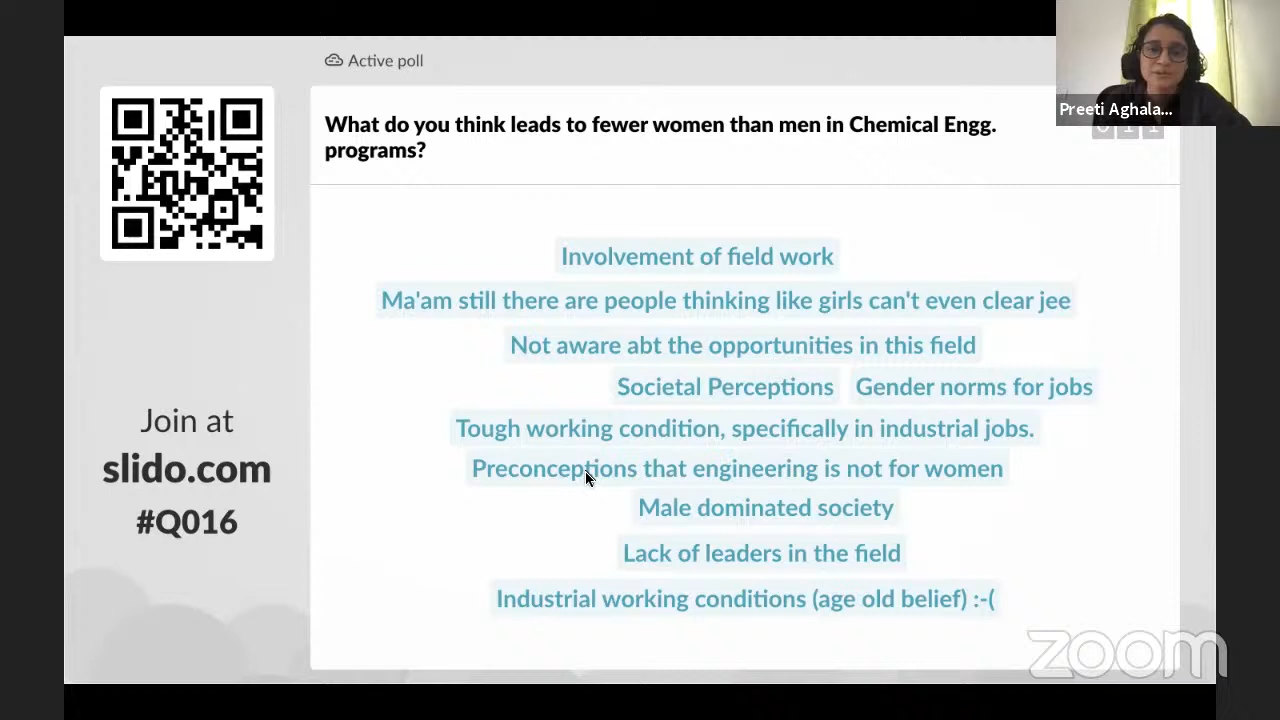 Active poll
Preeti Aghala...
What do you think leads to fewer women than men in Chemical Engg.
programs?
Involvement of field work
Ma'am still there are people thinking like girls can't even clear jee
Not aware abt the opportunities in this field
Societal Perceptions Gender norms for jobs
Join at
slido.com
#Q016
Tough working condition, specifically in industrial jobs.
Preconceptions that engineering is not for women
Male dominated society
Lack of leaders in the field
Industrial working conditions (age old belief) :-(
zoom